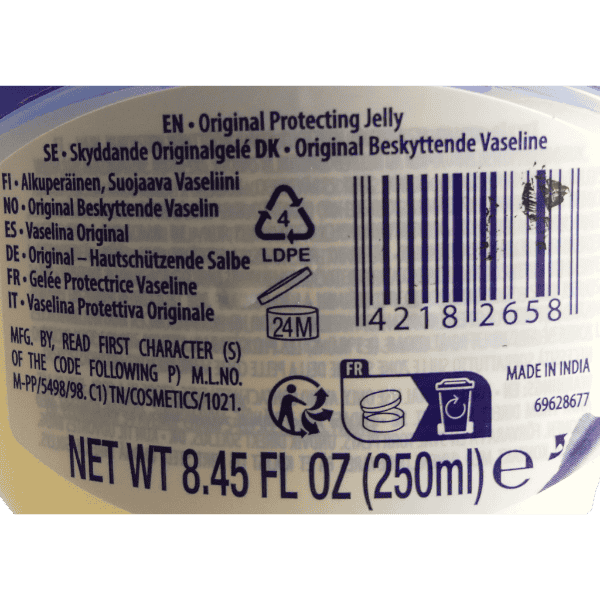 EN • Original Protecting Jelly
SE • Skyddande Originalgelé DK • Original Beskyttende Vaseline
FI • Alkuperäinen, Suojaava Vaseliini
NO • Original Beskyttende Vaselin
ES • Vaselina Original
DE • Original – Hautschützende Salbe
FR • Gelée Protectrice Vaseline
IT • Vaselina Protettiva Originale
4
LDPE
24M
4218 2658
MFG. BY, READ FIRST CHARACTER (S)
OF THE CODE FOLLOWING P) M.L.NO.
M-PP/5498/98. C1) TN/COSMETICS/1021.
FR
MADE IN INDIA
69628677
NET WT 8.45 FL OZ (250ml) e